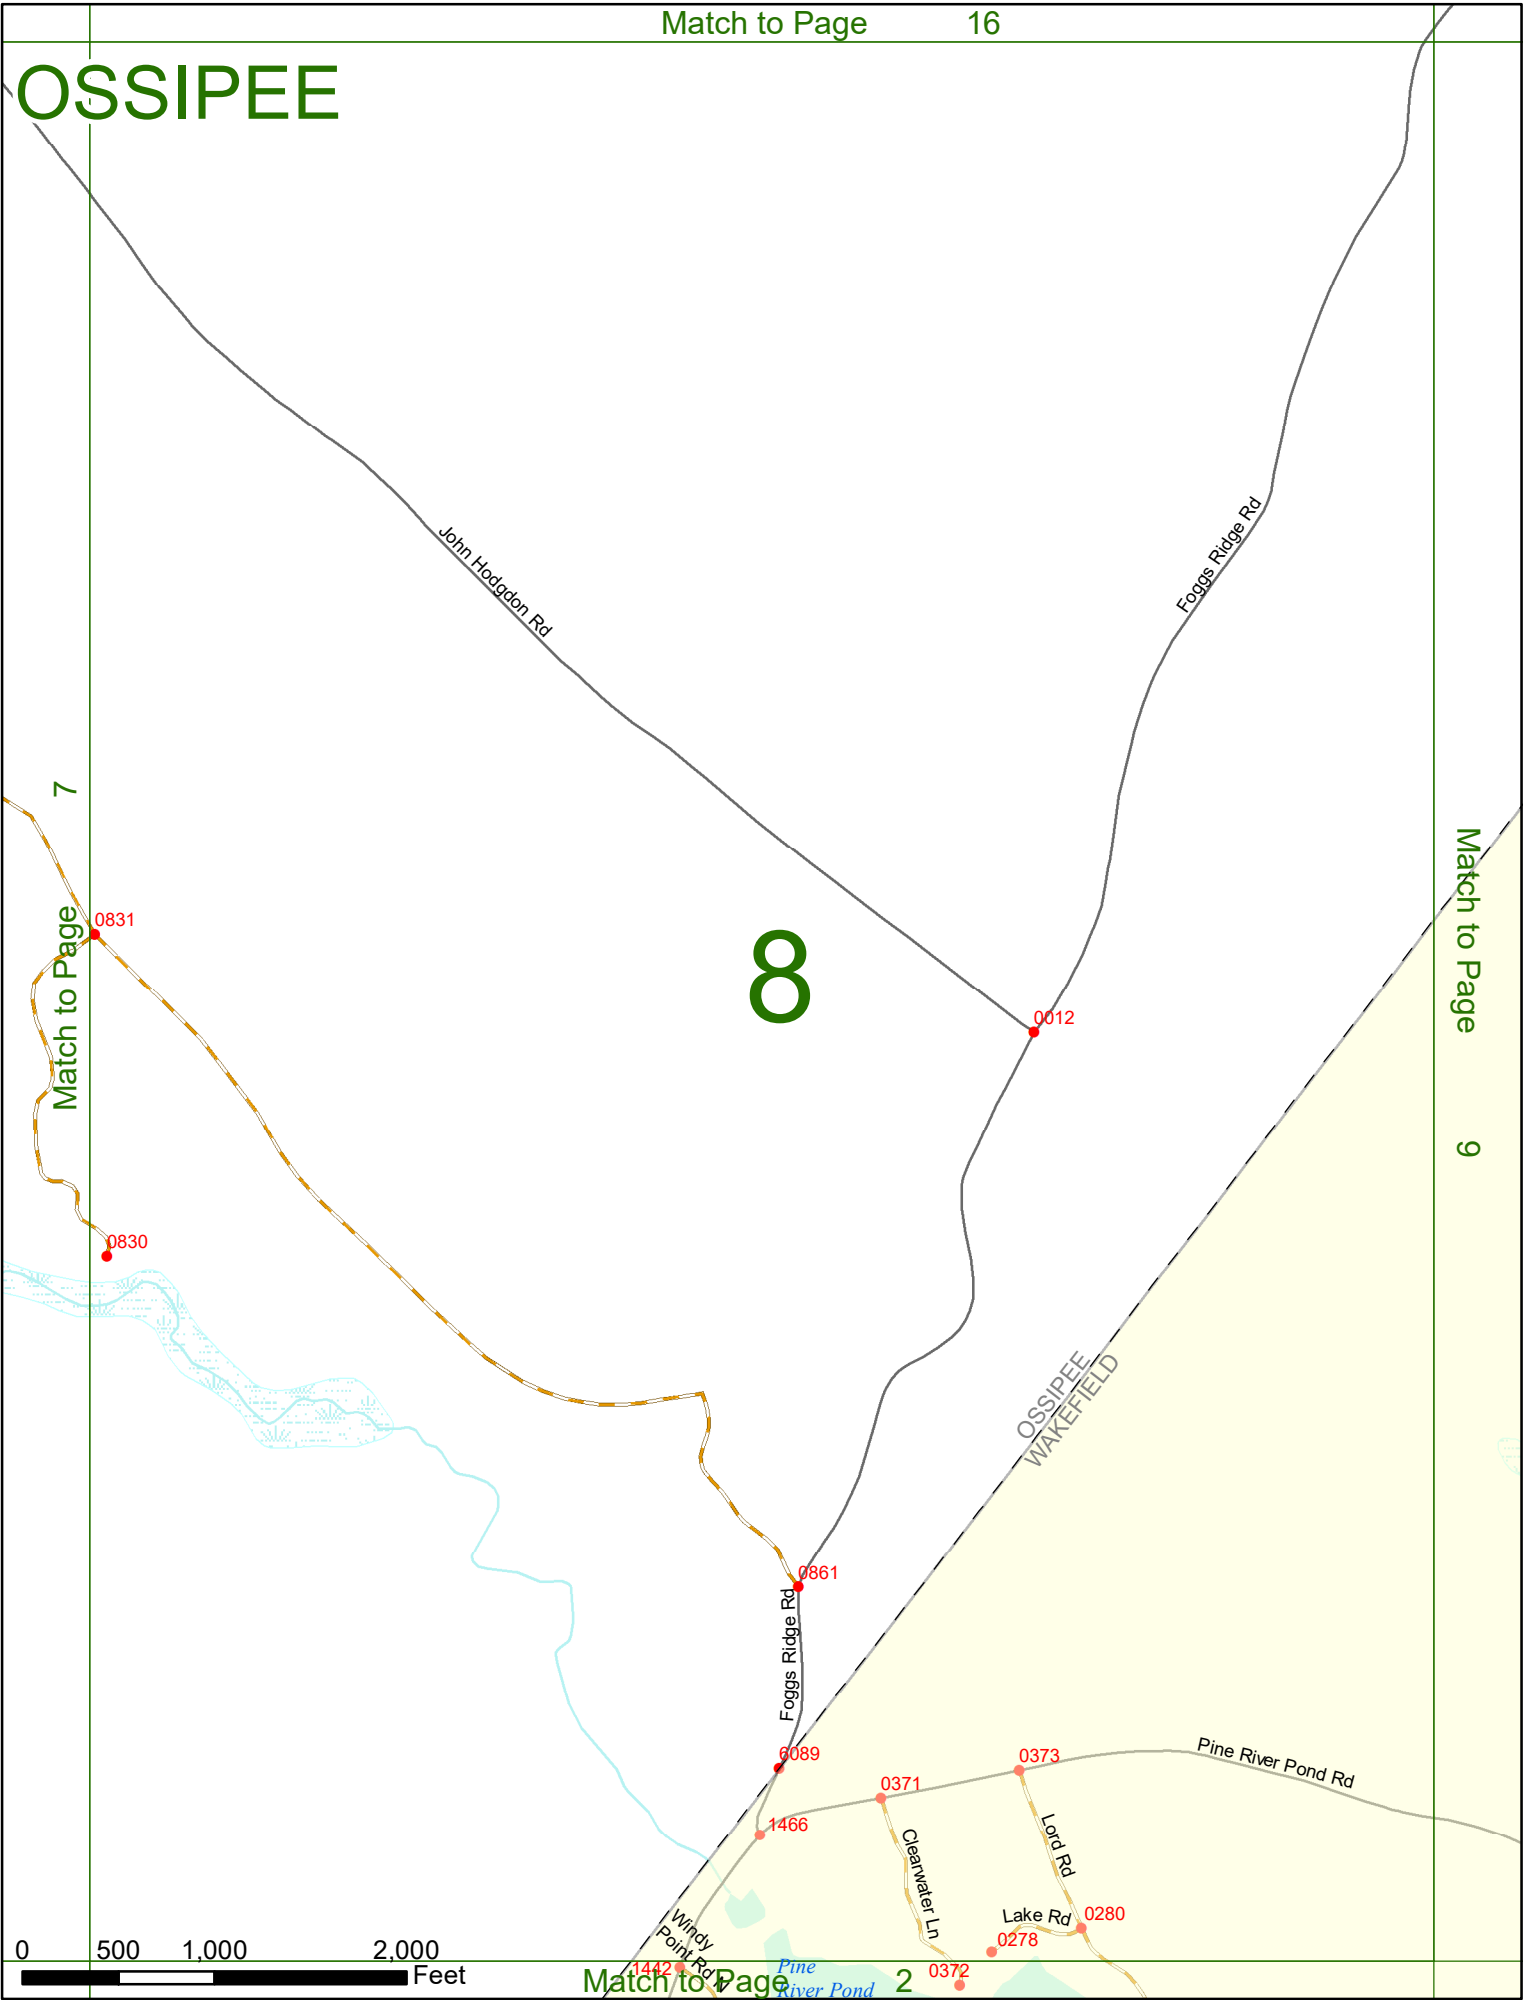 Match to Page 16
OSSIPEE
John Hodgdon Rd
Foggs Ridge Rd
Match to Page 7
Match to Page 9
0831
8
0012
0830
OSSIPEE
WAKEFIELD
0861
Foggs Ridge Rd
6089
0373
Pine River Pond Rd
0371
1466
Clearwater Ln
Lord Rd
Lake Rd
0280
0278
Windy
Point Rd N
1442
0372
Pine
River Pond
0 500 1,000 2,000
Feet
Match to Page 2